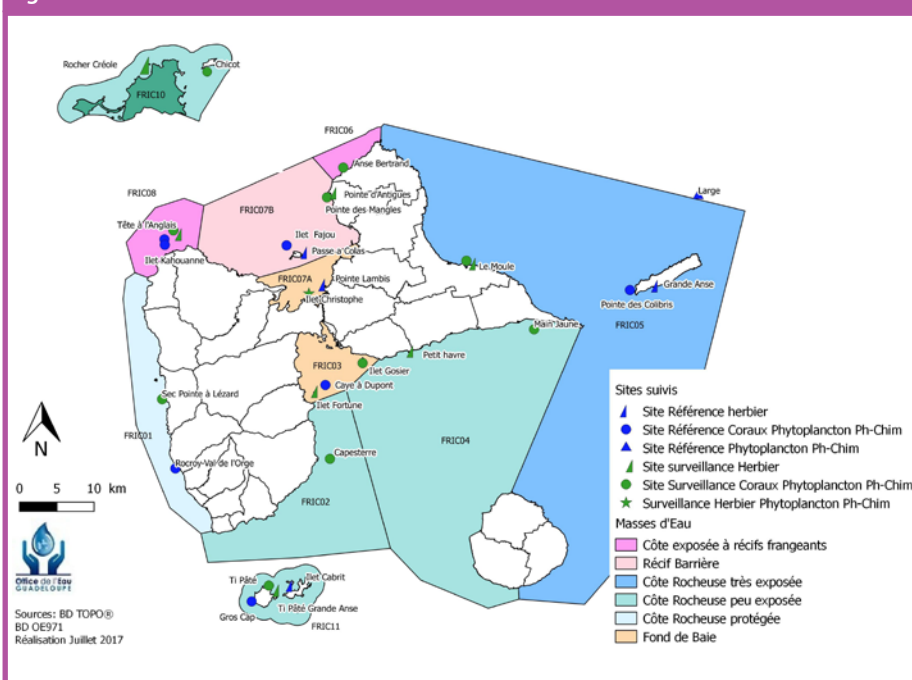 Rocher Créole
Chicot
FRIC10
FRIC06
Anse Bertrand
FRIC08
Pointe d'Antigues
FRIC07B
Pointe des Mangles
Tête à l'Anglais
Ilet Fajou
Passe-a-Colas
Ilet Kahouanne
Large
FRIC07A
Pointe Lambis
Le Moule
Grande Anse
Ilet Christophe
Pointe des Colibris
FRIC05
Main Jaune
Petit havre
FRIC03
Ilet Gosier
Caye à Dupont
Sec Pointe à Lézard
Ilet Fortune
FRIC01
FRIC04
Capesterre
Rocroy-Val de l'Orge
FRIC02
N
0 5 10 km
Office de l'Eau
GUADELOUPE
Ti Pâté
Ilet Cabrit
Ti Pâté Grande Anse
Gros Cap
FRIC11
Sources: BD TOPO®
BD OE971
Réalisation Juillet 2017
Sites suivis
Site Référence herbier
Site Référence Coraux Phytoplancton Ph-Chim
Site Référence Phytoplancton Ph-Chim
Site surveillance Herbier
Site Surveillance Coraux Phytoplancton Ph-Chim
Surveillance Herbier Phytoplancton Ph-Chim
Masses d'Eau
Côte exposée à récifs frangeants
Récif Barrière
Côte Rocheuse très exposée
Côte Rocheuse peu exposée
Côte Rocheuse protégée
Fond de Baie